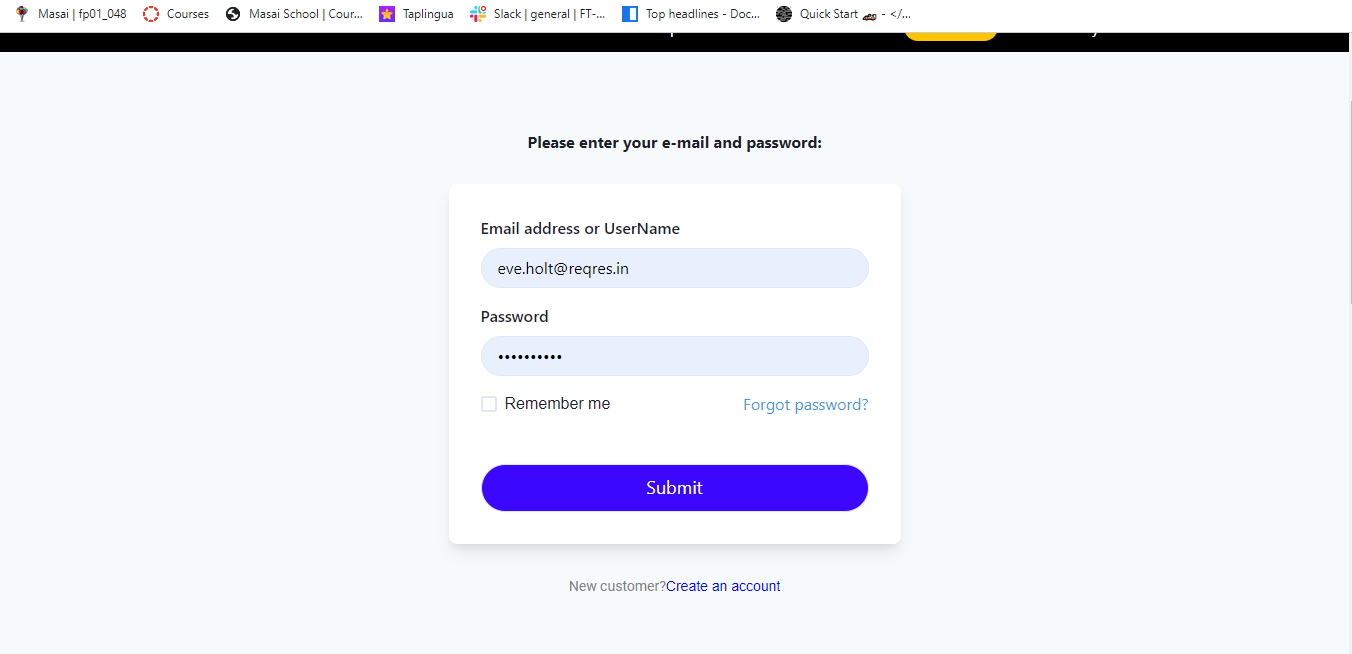 Masai | fp01_048 Courses Masai School | Cour... Taplingua Slack | general | FT-... Top headlines - Doc... Quick Start - </...
Please enter your e-mail and password:
Email address or UserName
eve.holt@reqres.in
Password
••••••••••
Remember me Forgot password?
Submit
New customer?Create an account